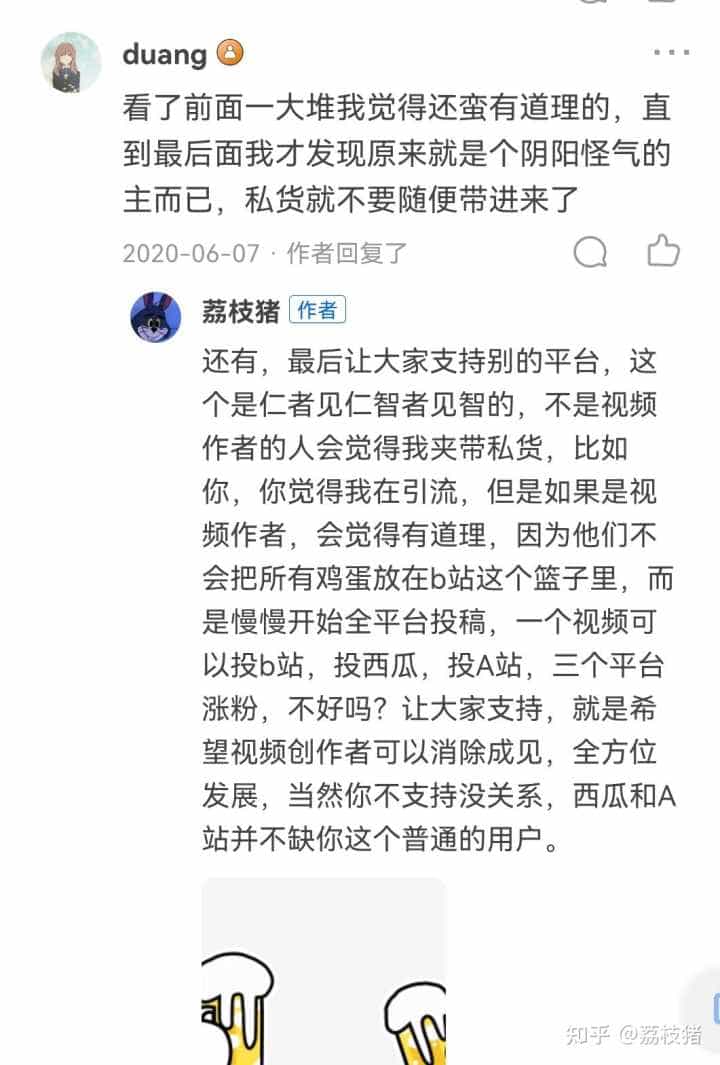 duang
看了前面一大堆我觉得还蛮有道理的，直
到最后面我才发现原来就是个阴阳怪气的
主而已，私货就不要随便带进来了
2020-06-07 · 作者回复了
荔枝猪 作者
还有，最后让大家支持别的平台，这
个是仁者见仁智者见智的，不是视频
作者的人会觉得我夹带私货，比如
你，你觉得我在引流，但是如果是视
频作者，会觉得有道理，因为他们不
会把所有鸡蛋放在b站这个篮子里，而
是慢慢开始全平台投稿，一个视频可
以投b站，投西瓜，投A站，三个平台
涨粉，不好吗？让大家支持，就是希
望视频创作者可以消除成见，全方位
发展，当然你不支持没关系，西瓜和A
站并不缺你这个普通的用户。
知乎 @荔枝猪